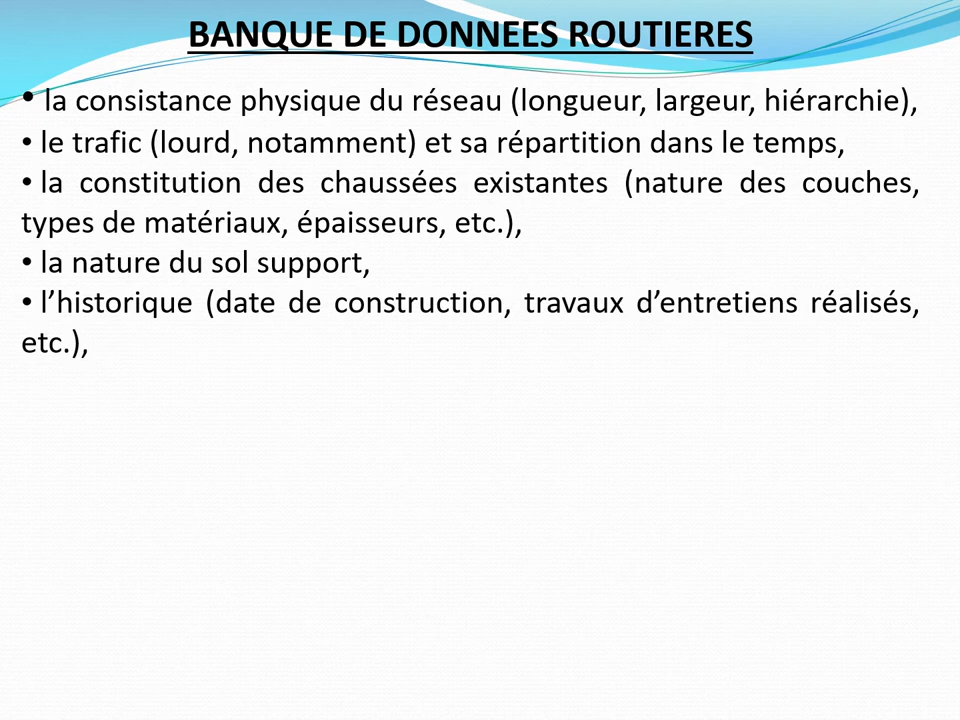 BANQUE DE DONNEES ROUTIERES
• la consistance physique du réseau (longueur, largeur, hiérarchie),
• le trafic (lourd, notamment) et sa répartition dans le temps,
• la constitution des chaussées existantes (nature des couches,
types de matériaux, épaisseurs, etc.),
• la nature du sol support,
• l’historique (date de construction, travaux d’entretiens réalisés,
etc.),